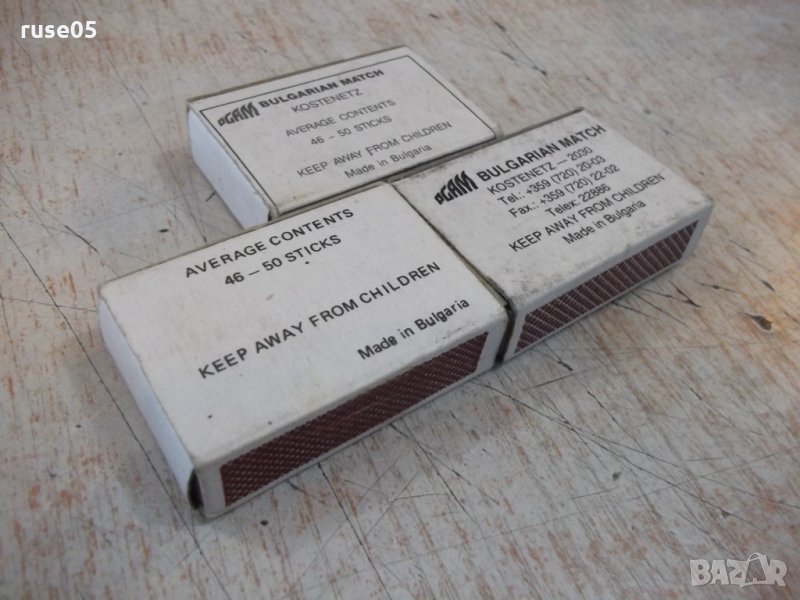 ruse05
BULGARIAN MATCH
KOSTENETZ
AVERAGE CONTENTS
46 – 50 STICKS
KEEP AWAY FROM CHILDREN
Made in Bulgaria
BULGARIAN MATCH
KOSTENETZ — 2030
Tel.: +359 (720) 20-03
Fax.: +359 (720) 22-02
Telex: 22886
KEEP AWAY FROM CHILDREN
Made in Bulgaria
AVERAGE CONTENTS
46 – 50 STICKS
KEEP AWAY FROM CHILDREN
Made in Bulgaria
BAZAR